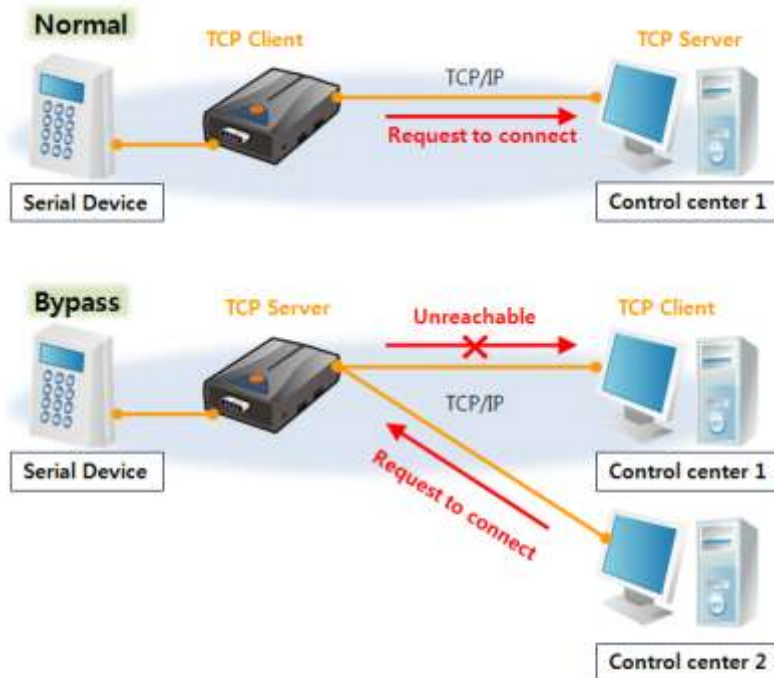 Normal
TCP Client
TCP Server
TCP/IP
Request to connect
Serial Device
Control center 1
Bypass
TCP Server
Unreachable
TCP Client
TCP/IP
Request to connect
Serial Device
Control center 1
Control center 2